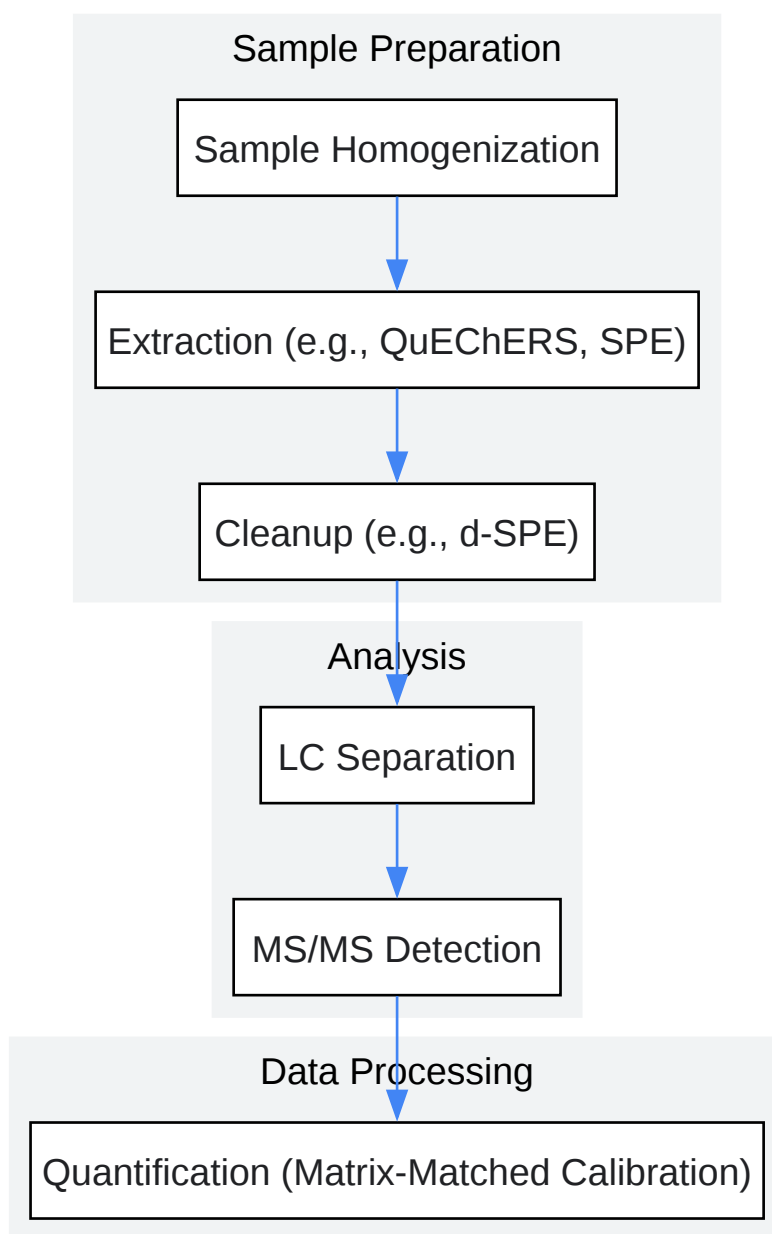 Sample Preparation
Sample Homogenization
Extraction (e.g., QuEChERS, SPE)
Cleanup (e.g., d-SPE)
Analysis
LC Separation
MS/MS Detection
Data Processing
Quantification (Matrix-Matched Calibration)